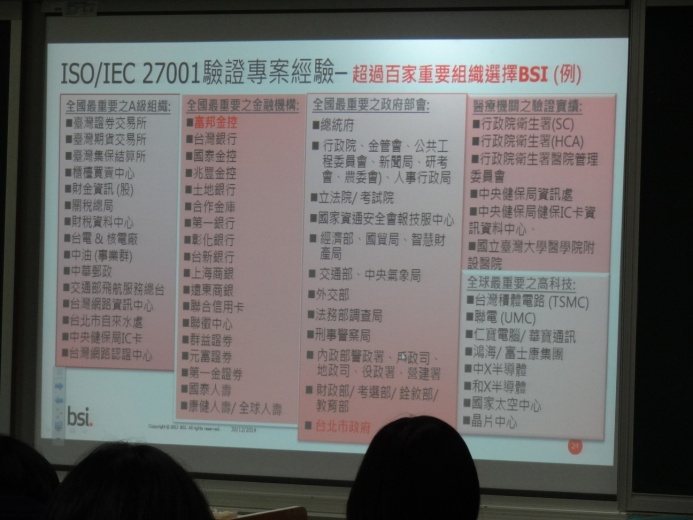 ISO/IEC 27001驗證專案經驗– 超過百家重要組織選擇BSI (例)
全國最重要之A級組織:
■臺灣證券交易所
■臺灣期貨交易所
■臺灣集保結算所
■櫃檯買賣中心
■財金資訊 (股)
■關稅總局
■財稅資料中心
■台電 & 核電廠
■中油 (事業群)
■中華郵政
■交通部飛航服務總台
■台灣網路資訊中心
■台北市自來水處
■中央健保局IC卡
■台灣網路認證中心
全國最重要之金融機構:
■富邦金控
■台灣銀行
■國泰金控
■兆豐金控
■土地銀行
■合作金庫
■第一銀行
■彰化銀行
■台新銀行
■上海商銀
■遠東商銀
■聯合信用卡
■聯徵中心
■群益證券
■元富證券
■第一金證券
■國泰人壽
■康健人壽/ 全球人壽
全國最重要之政府部會:
■總統府
■ 行政院、金管會、公共工
程委員會、新聞局、研考
會、農委會)、人事行政局
■立法院/ 考試院
■國家資通安全會報技服中心
■ 經濟部、國貿局、智慧財
產局
■ 交通部、中央氣象局
■外交部
■法務部調查局
■刑事警察局
■內政部警政署、戶政司、
地政司、役政署、營建署
■財政部/ 考選部/ 銓敘部/
教育部
■台北市政府
醫療機關之驗證實績:
■行政院衛生署(SC)
■行政院衛生署(HCA)
■行政院衛生署醫院管理
委員會
■中央健保局資訊處
■中央健保局健保IC卡資
訊資料中心.
■國立臺灣大學醫學院附
設醫院
全球最重要之高科技:
■台灣積體電路 (TSMC)
■聯電 (UMC)
■仁寶電腦/ 華寶通訊
■鴻海/ 富士康集團
■中X半導體
■和X半導體
■國家太空中心
■晶片中心
bsi.
Copyright© 2012 BSI. All rights reserved.
24